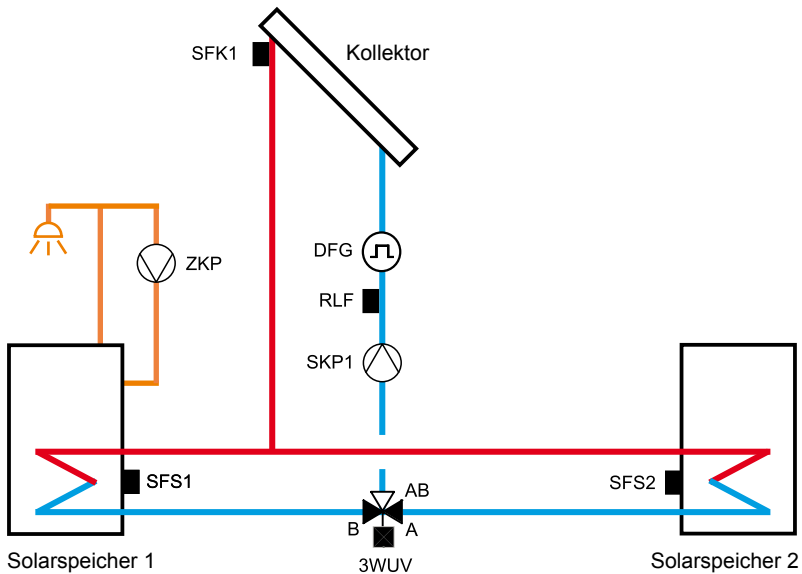 SFK1
Kollektor
DFG
ZKP
RLF
SKP1
SFS1
SFS2
AB
B
A
3WUV
Solarspeicher 1
Solarspeicher 2